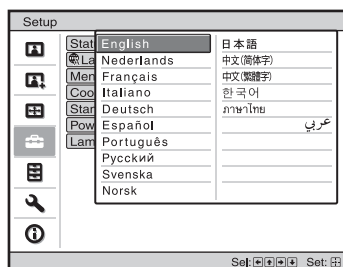 Setup
Stat
La
Men
Coo
Star
Pow
Lam
English
Nederlands
Français
Italiano
Deutsch
Español
Português
Русский
Svenska
Norsk
日本語
中文(简体字)
中文(繁體字)
한국어
ภาษาไทย
عربي
Sel: Set: